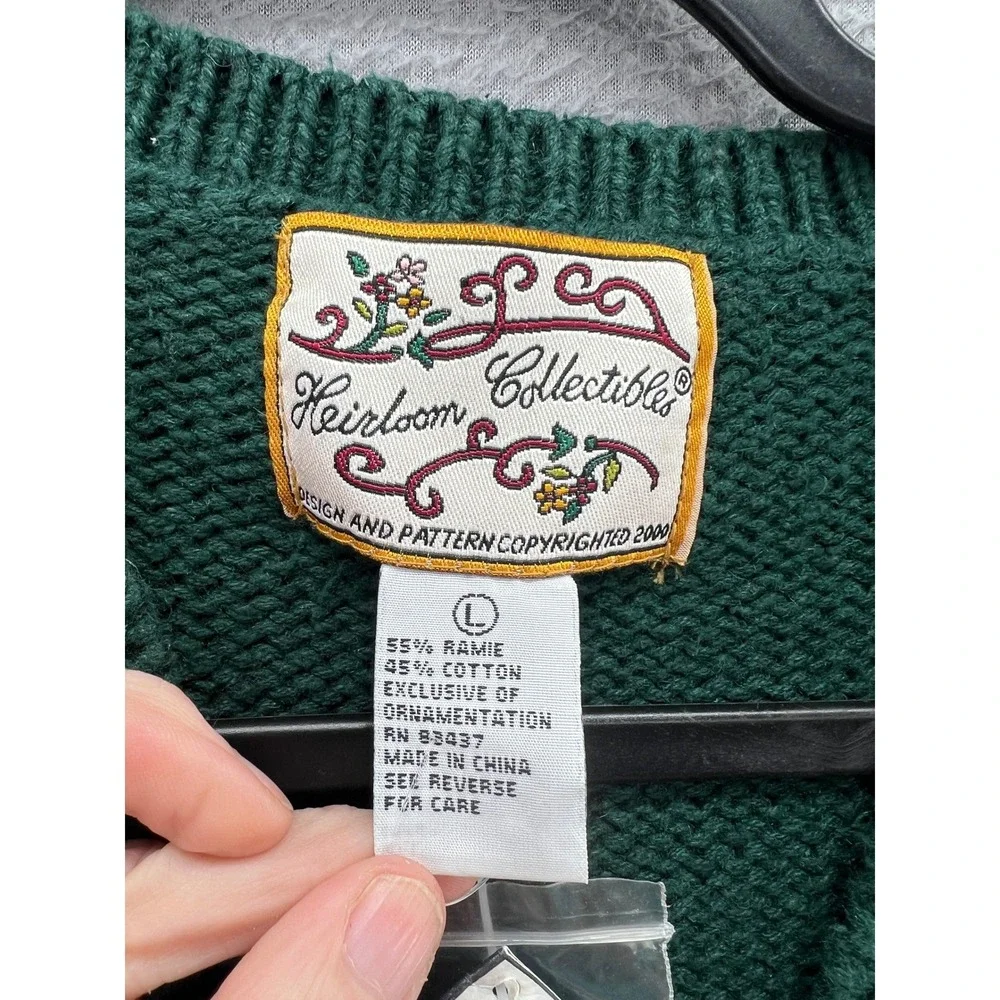 Heirloom Collectibles®
DESIGN AND PATTERN COPYRIGHTED 2000
L
55% RAMIE
45% COTTON
EXCLUSIVE OF
ORNAMENTATION
RN 83437
MADE IN CHINA
SEE REVERSE
FOR CARE